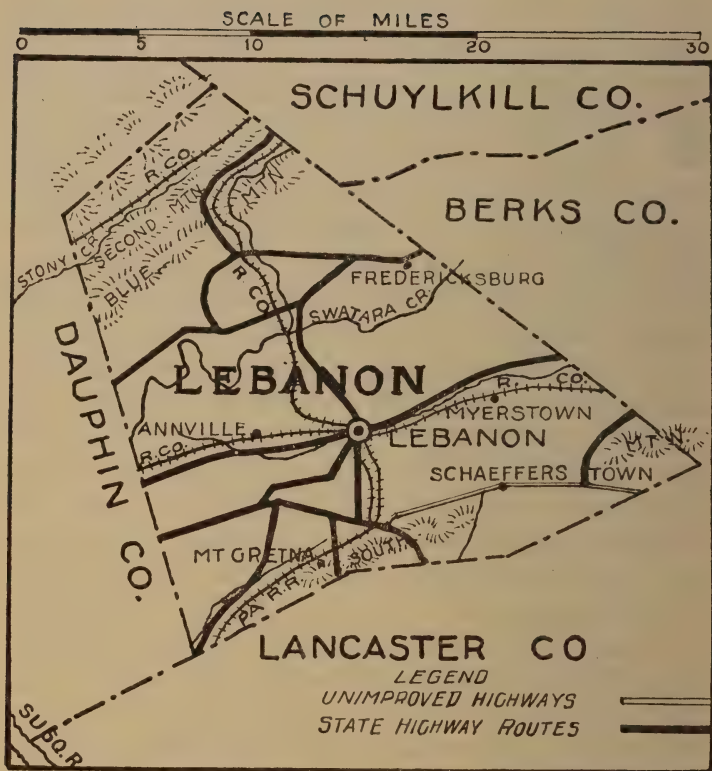 SCALE OF MILES
0 5 10 20 30
SCHUYLKILL CO.
BERKS CO.
R. CO.
STONY CR.
SECOND MTN
BLUE MTN
R. CO.
FREDERICKSBURG
SWATARA CR.
DAUPHIN CO.
LEBANON
R. CO.
ANNVILLE
MYERSTOWN
R. CO.
LEBANON
MTN
SCHAEFFERSTOWN
MT GRETNA
SOUTH
PA R.R.
LANCASTER CO
LEGEND
UNIMPROVED HIGHWAYS
STATE HIGHWAY ROUTES
SUSQ. R